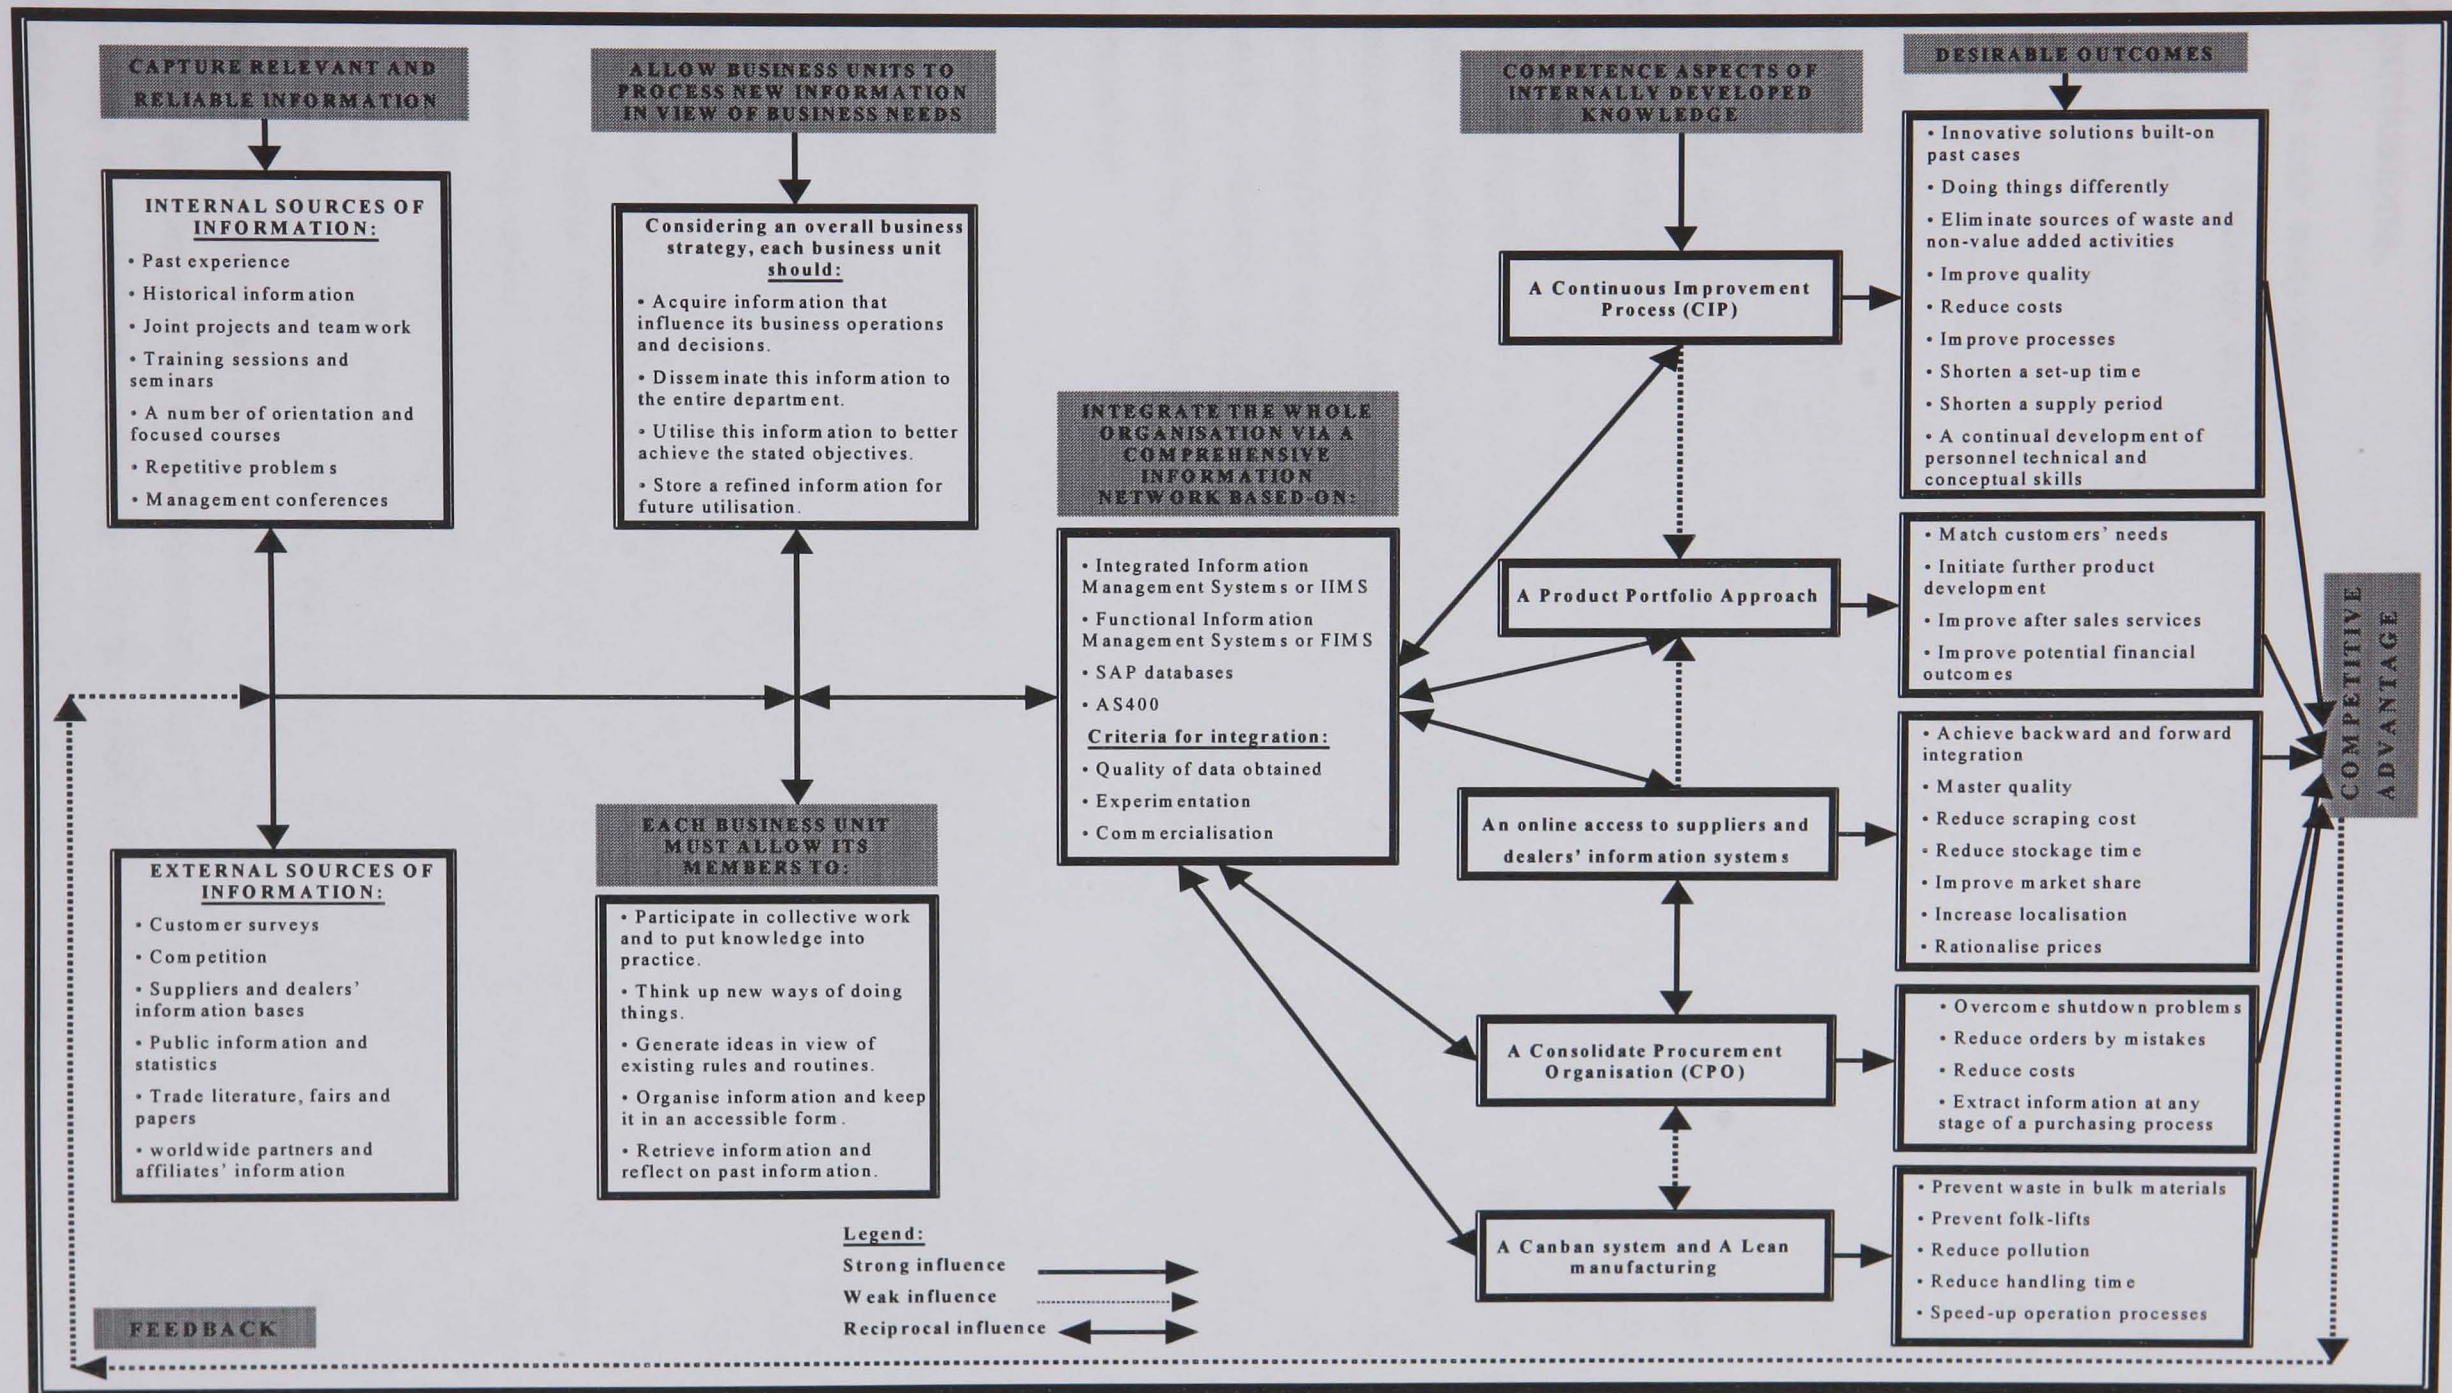 CAPTURE RELEVANT AND
RELIABLE INFORMATION
INTERNAL SOURCES OF
INFORMATION:
• Past experience
• Historical information
• Joint projects and teamwork
• Training sessions and
seminars
• A number of orientation and
focused courses
• Repetitive problems
• Management conferences
EXTERNAL SOURCES OF
INFORMATION:
• Customer surveys
• Competition
• Suppliers and dealers'
information bases
• Public information and
statistics
• Trade literature, fairs and
papers
• worldwide partners and
affiliates' information
FEEDBACK
ALLOW BUSINESS UNITS TO
PROCESS NEW INFORMATION
IN VIEW OF BUSINESS NEEDS
Considering an overall business
strategy, each business unit
should:
• Acquire information that
influence its business operations
and decisions.
• Disseminate this information to
the entire department.
• Utilise this information to better
achieve the stated objectives.
• Store a refined information for
future utilisation.
EACH BUSINESS UNIT
MUST ALLOW ITS
MEMBERS TO:
• Participate in collective work
and to put knowledge into
practice.
• Think up new ways of doing
things.
• Generate ideas in view of
existing rules and routines.
• Organise information and keep
it in an accessible form.
• Retrieve information and
reflect on past information.
Legend:
Strong influence
Weak influence
Reciprocal influence
INTEGRATE THE WHOLE
ORGANISATION VIA A
COMPREHENSIVE
INFORMATION
NETWORK BASED-ON:
• Integrated Information
Management Systems or IIMS
• Functional Information
Management Systems or FIMS
• SAP databases
• AS400
Criteria for integration:
• Quality of data obtained
• Experimentation
• Commercialisation
COMPETENCE ASPECTS OF
INTERNALLY DEVELOPED
KNOWLEDGE
A Continuous Improvement
Process (CIP)
A Product Portfolio Approach
An online access to suppliers and
dealers' information systems
A Consolidate Procurement
Organisation (CPO)
A Canban system and A Lean
manufacturing
DESIRABLE OUTCOMES
• Innovative solutions built-on
past cases
• Doing things differently
• Eliminate sources of waste and
non-value added activities
• Improve quality
• Reduce costs
• Improve processes
• Shorten a set-up time
• Shorten a supply period
• A continual development of
personnel technical and
conceptual skills
• Match customers' needs
• Initiate further product
development
• Improve after sales services
• Improve potential financial
outcomes
• Achieve backward and forward
integration
• Master quality
• Reduce scraping cost
• Reduce stockage time
• Improve market share
• Increase localisation
• Rationalise prices
• Overcome shutdown problems
• Reduce orders by mistakes
• Reduce costs
• Extract information at any
stage of a purchasing process
• Prevent waste in bulk materials
• Prevent folk-lifts
• Reduce pollution
• Reduce handling time
• Speed-up operation processes
COMPETITIVE
ADVANTAGE